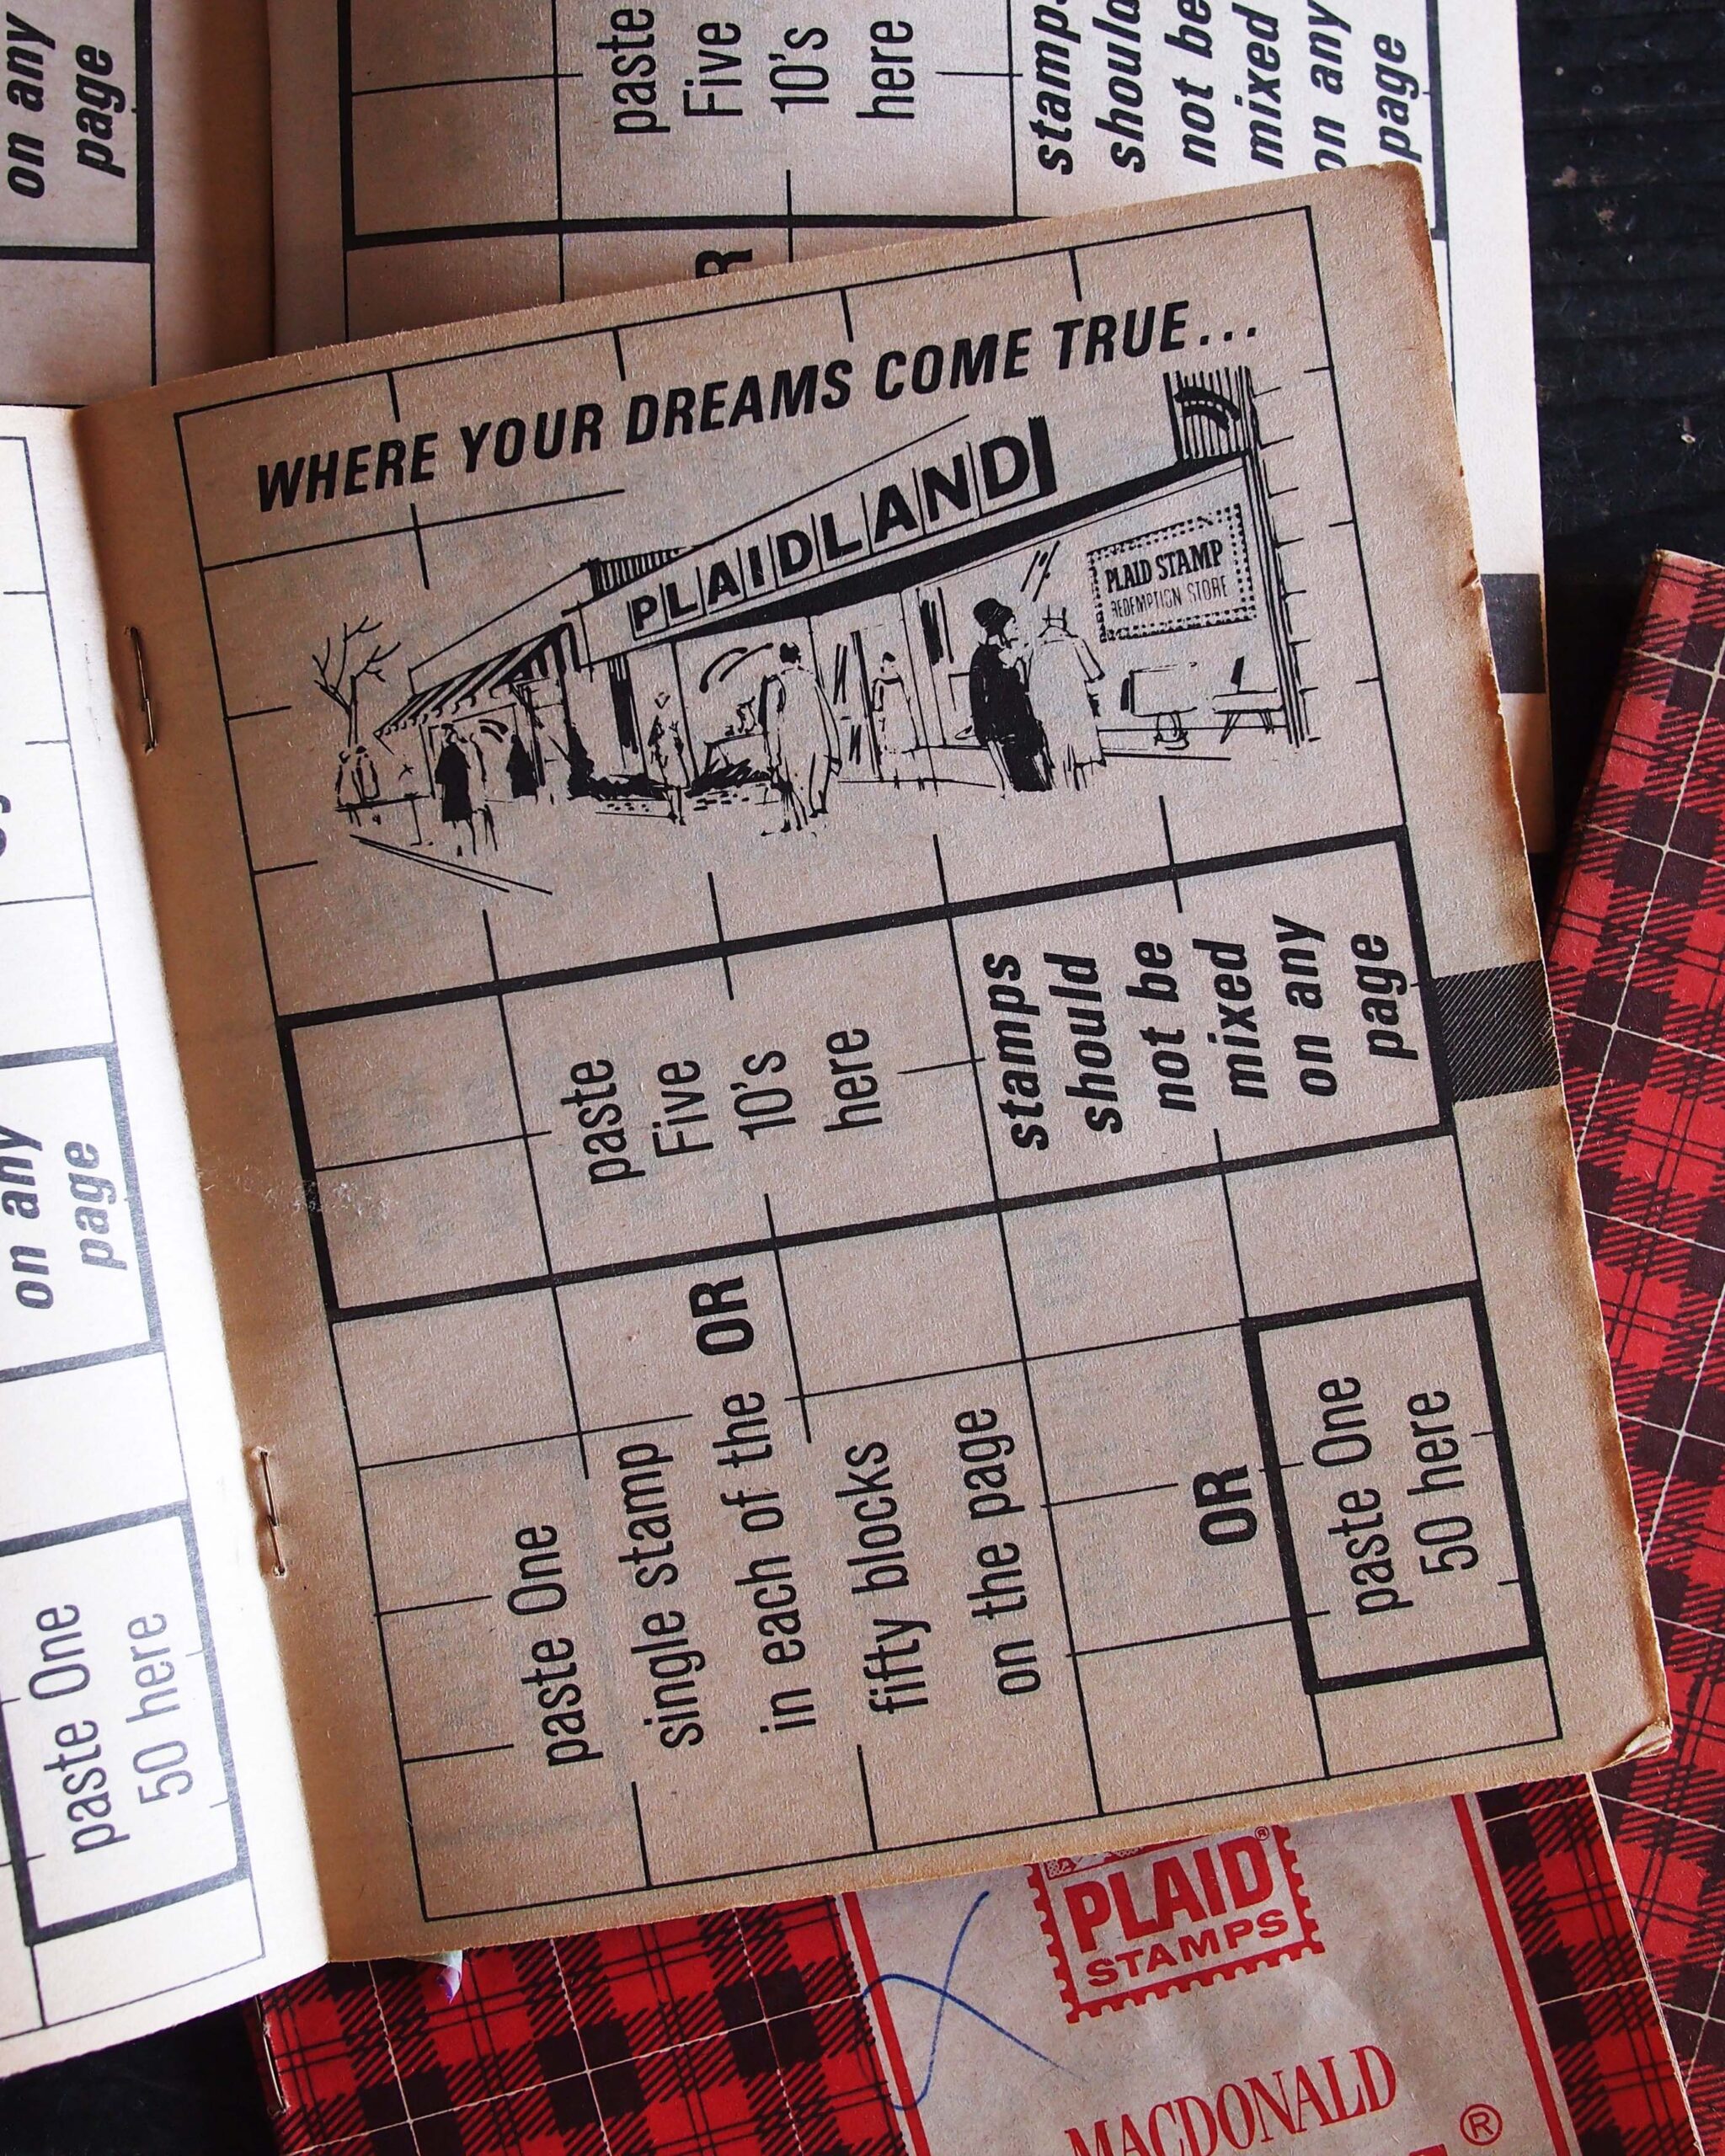 on any
page
paste
Five
10's
here
stamps
should
not be
mixed
on any
page
WHERE YOUR DREAMS COME TRUE...
PLAIDLAND
PLAID STAMP
REDEMPTION STORE
paste
Five
10's
here
stamps
should
not be
mixed
on any
page
paste One
single stamp
in each of the OR
fifty blocks
on the page
OR
paste One
50 here
on any
page
paste One
50 here
PLAID®
STAMPS
MACDONALD
®